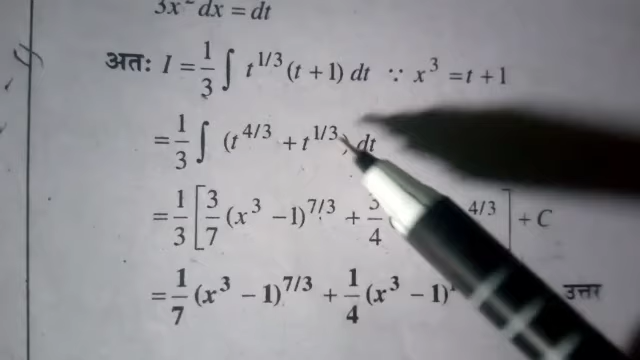 3x² dx = dt
अतः I = 1/3 ∫ t^{1/3} (t + 1) dt ∵ x³ = t + 1
= 1/3 ∫ (t^{4/3} + t^{1/3}) dt
= 1/3 [3/7 (x³ − 1)^{7/3} + 3/4 ( ^{4/3}] + C
= 1/7 (x³ − 1)^{7/3} + 1/4 (x³ − 1) उत्तर